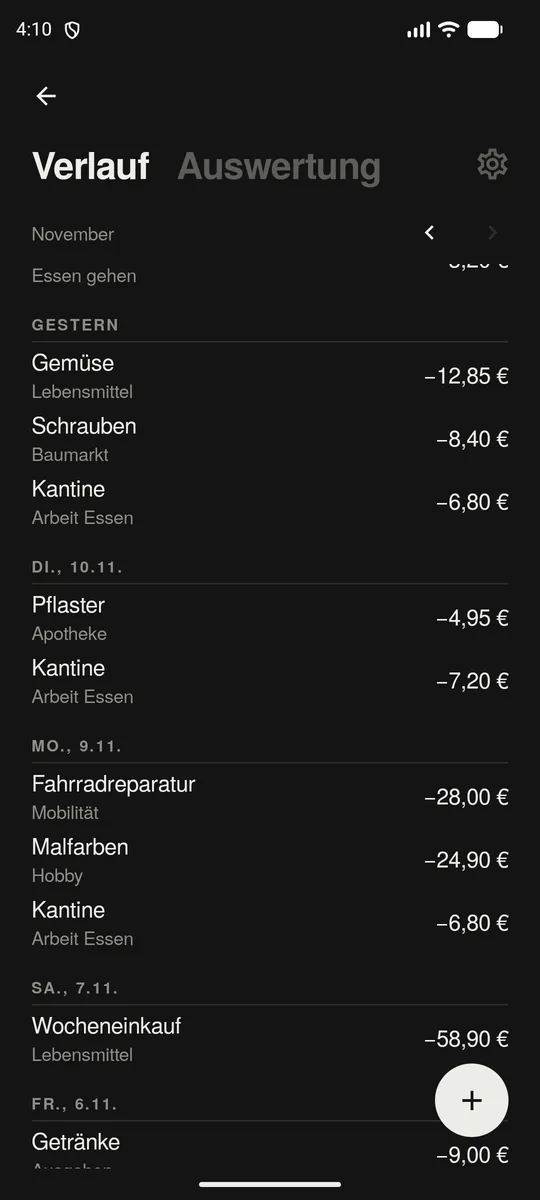 4:10
Verlauf Auswertung
November
Essen gehen
GESTERN
Gemüse
−12,85 €
Lebensmittel
Schrauben
−8,40 €
Baumarkt
Kantine
−6,80 €
Arbeit Essen
DI., 10.11.
Pflaster
−4,95 €
Apotheke
Kantine
−7,20 €
Arbeit Essen
MO., 9.11.
Fahrradreparatur
−28,00 €
Mobilität
Malfarben
−24,90 €
Hobby
Kantine
−6,80 €
Arbeit Essen
SA., 7.11.
Wocheneinkauf
−58,90 €
Lebensmittel
FR., 6.11.
Getränke
−9,00 €